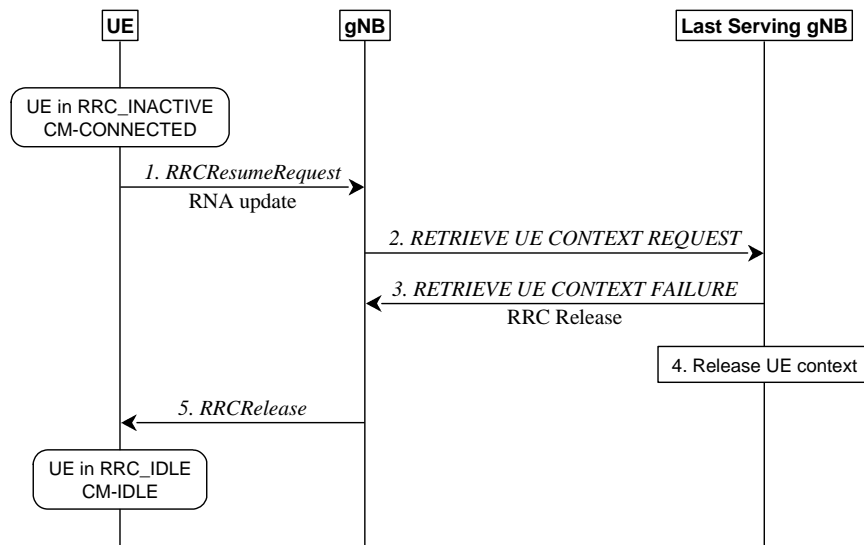 UE
gNB
Last Serving gNB
UE in RRC_INACTIVE
CM-CONNECTED
1. RRCResumeRequest
RNA update
2. RETRIEVE UE CONTEXT REQUEST
3. RETRIEVE UE CONTEXT FAILURE
RRC Release
4. Release UE context
5. RRCRelease
UE in RRC_IDLE
CM-IDLE